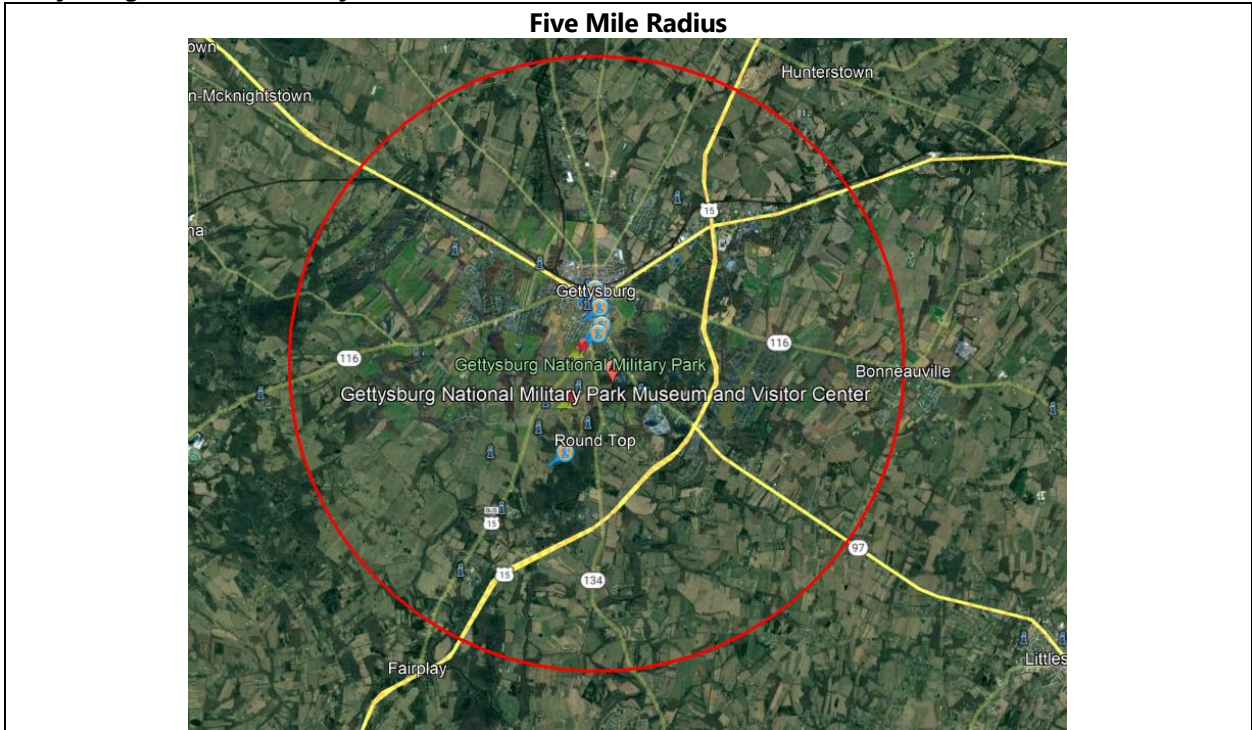 Five Mile Radius
own
Hunterstown
n-Mcknightstown
15
na
Gettysburg
116
116
Gettysburg National Military Park
Bonneauville
Gettysburg National Military Park Museum and Visitor Center
Round Top
15
97
15
134
Fairplay
Littles